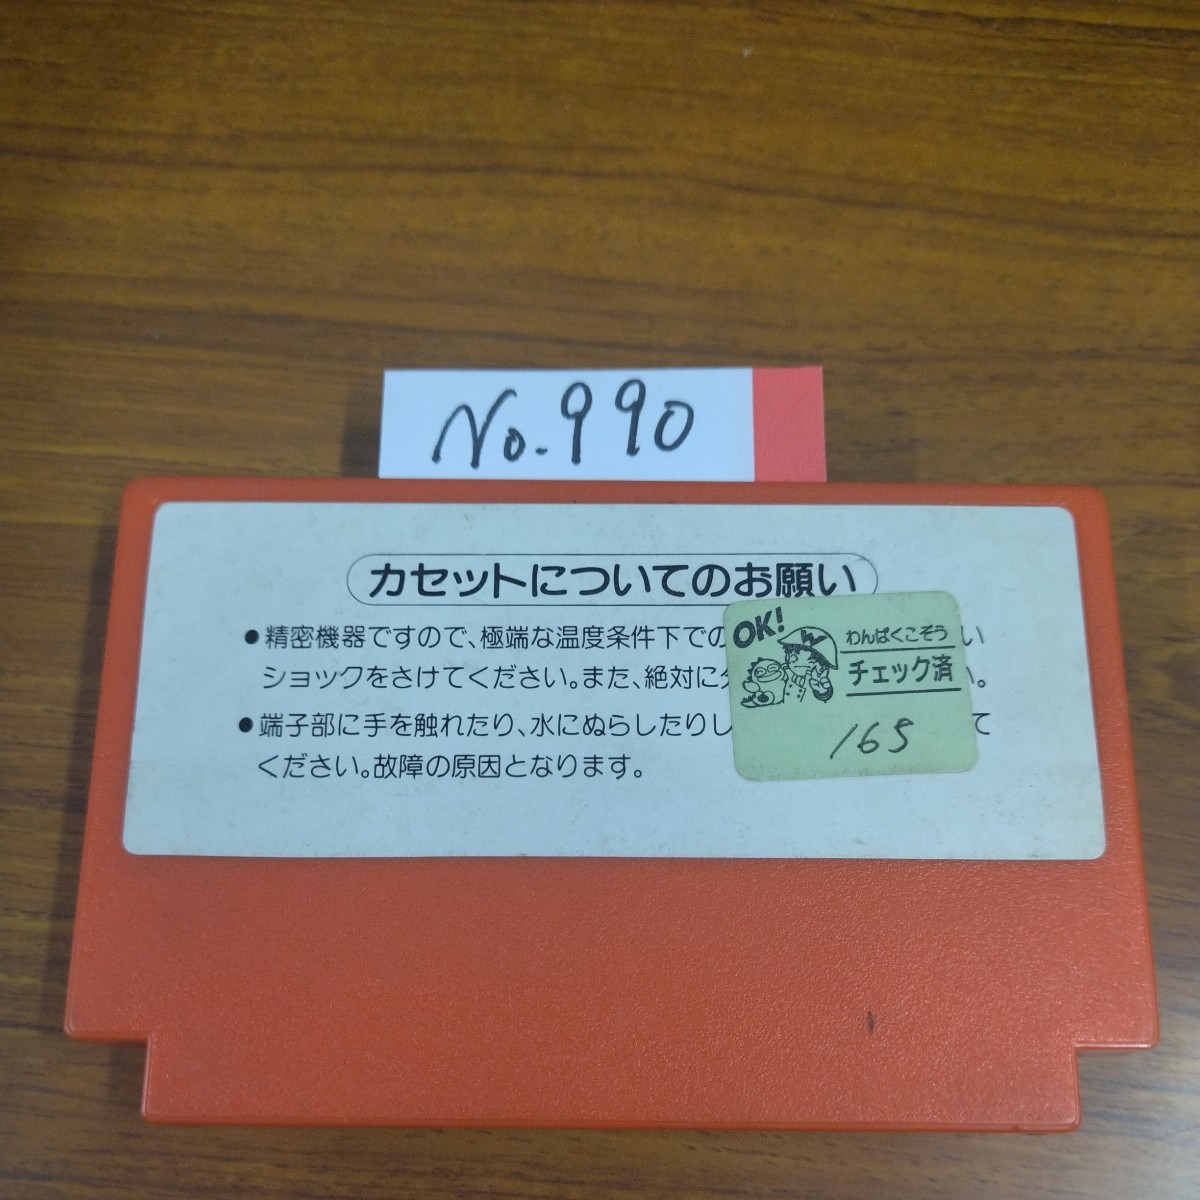 No.990
カセットについてのお願い
●精密機器ですので、極端な温度条件下での い
ショックをさけてください。また、絶対に 。
●端子部に手を触れたり、水にぬらしたりし て
ください。故障の原因となります。
OK!
W
わんぱくこぞう
チェック済
165